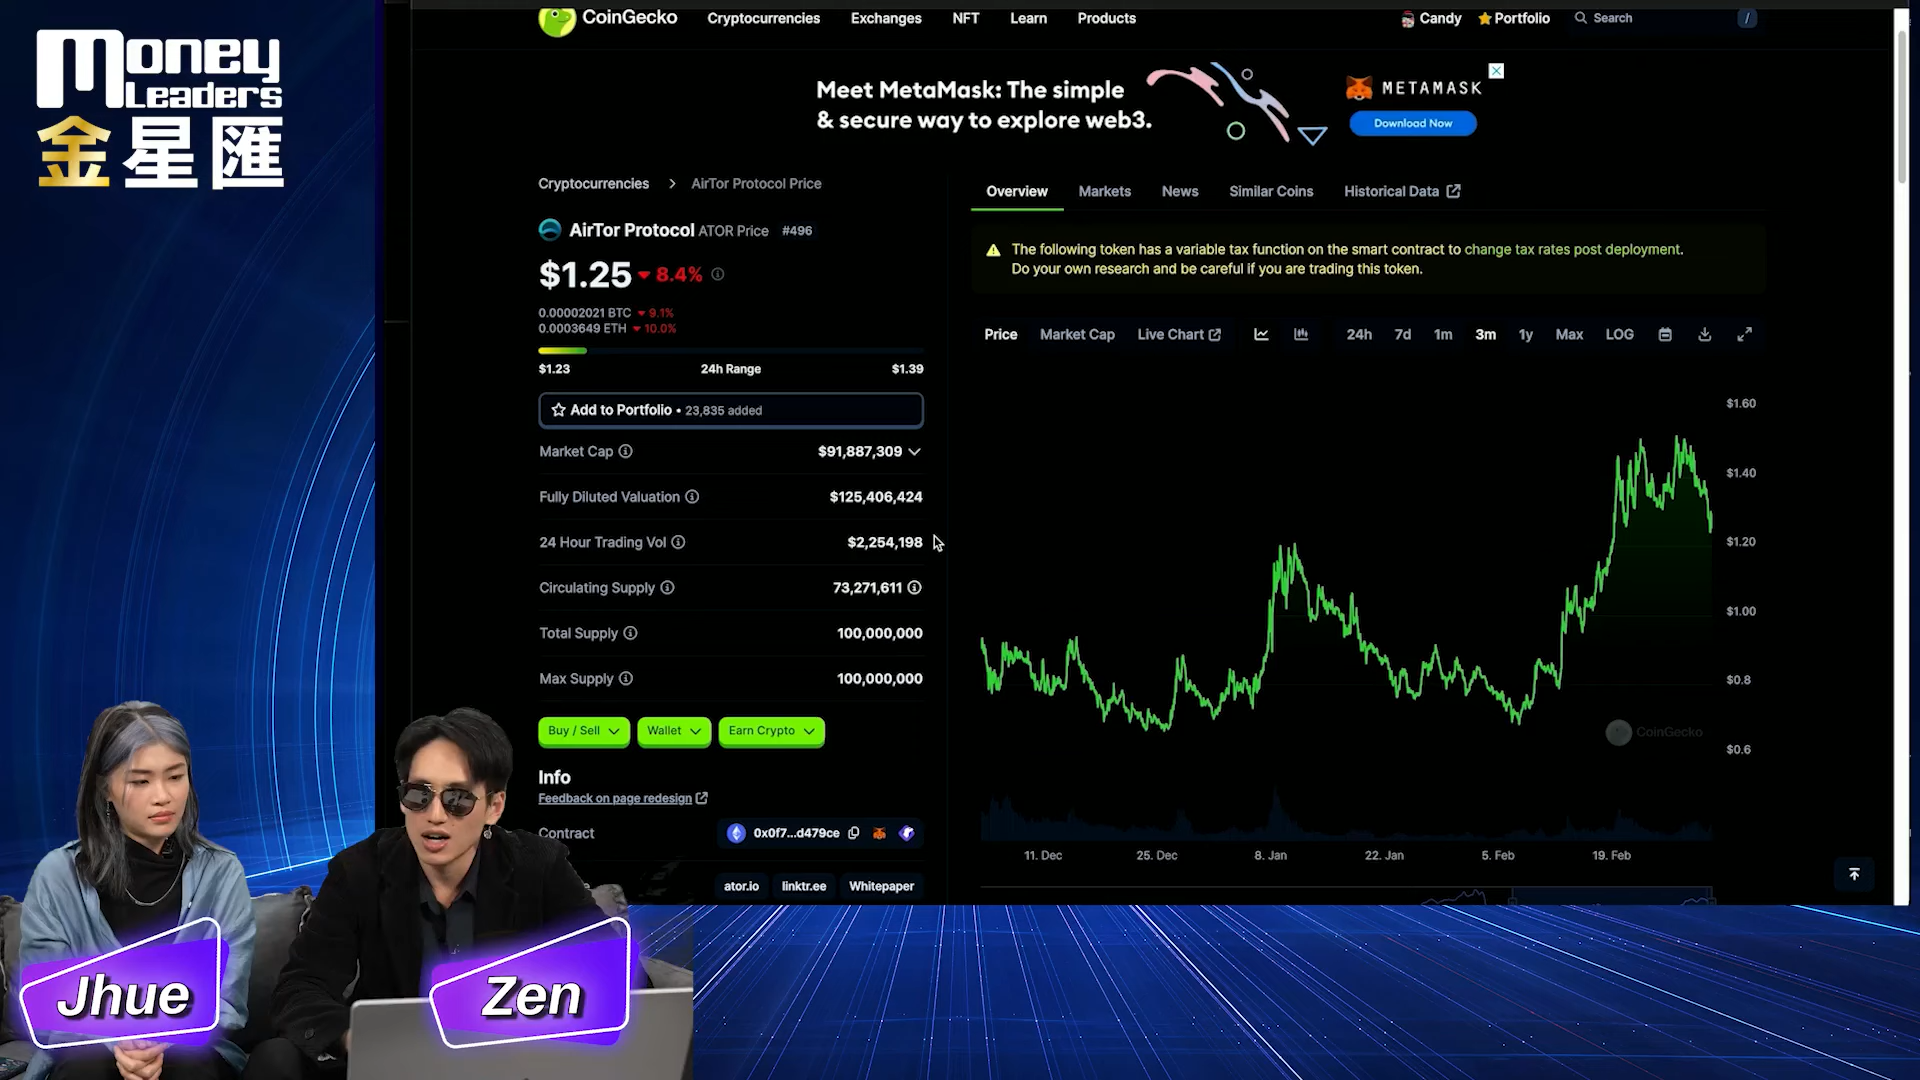 Money
Leaders
金星匯
CoinGecko
Cryptocurrencies
Exchanges
NFT
Learn
Products
Candy
Portfolio
Search
/
Meet MetaMask: The simple
& secure way to explore web3.
METAMASK
Download Now
Cryptocurrencies > AirTor Protocol Price
AirTor Protocol ATOR Price #496
$1.25 8.4%
0.00002021 BTC 9.1%
0.0003649 ETH 10.0%
$1.23 24h Range $1.39
Add to Portfolio • 23,835 added
Market Cap $91,887,309
Fully Diluted Valuation $125,406,424
24 Hour Trading Vol $2,254,198
Circulating Supply 73,271,611
Total Supply 100,000,000
Max Supply 100,000,000
Buy / Sell
Wallet
Earn Crypto
Info
Feedback on page redesign
Contract 0x0f7...d479ce
ator.io
linktr.ee
Whitepaper
Overview
Markets
News
Similar Coins
Historical Data
The following token has a variable tax function on the smart contract to change tax rates post deployment.
Do your own research and be careful if you are trading this token.
Price
Market Cap
Live Chart
24h
7d
1m
3m
1y
Max
LOG
$1.60
$1.40
$1.20
$1.00
$0.8
$0.6
CoinGecko
11. Dec
25. Dec
8. Jan
22. Jan
5. Feb
19. Feb
Jhue
Zen